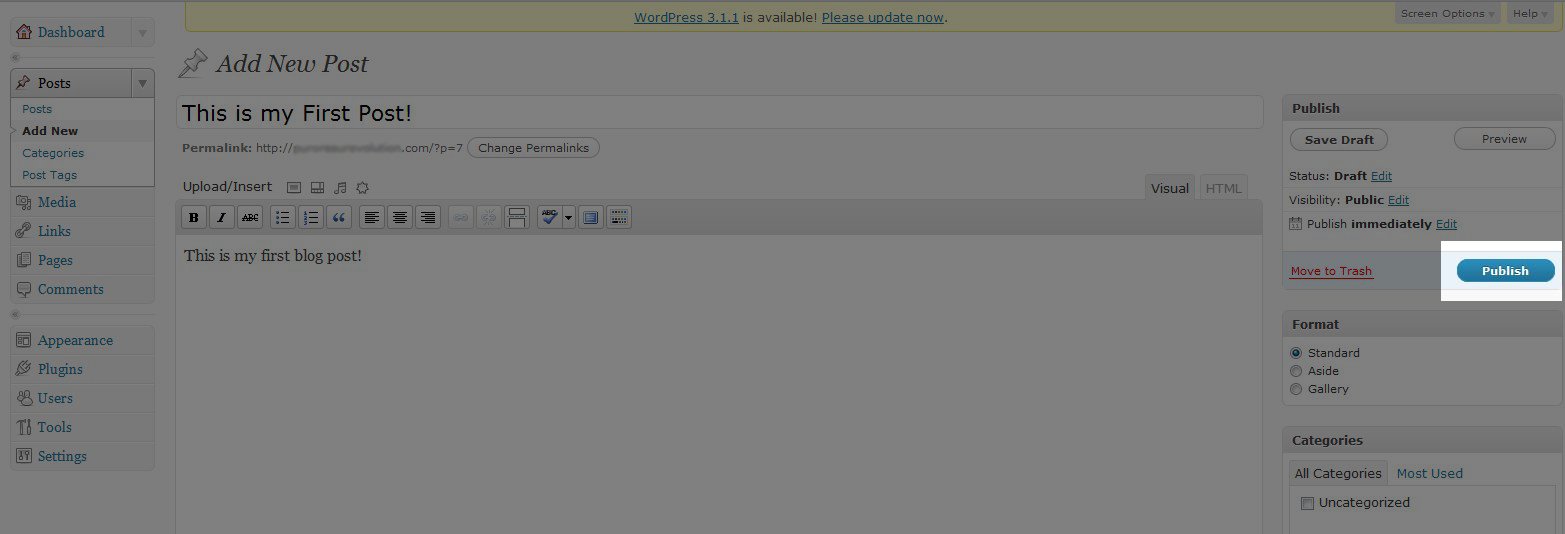 WordPress 3.1.1 is available! Please update now.
Screen Options
Help
Dashboard
Posts
Posts
Add New
Categories
Post Tags
Media
Links
Pages
Comments
Appearance
Plugins
Users
Tools
Settings
Add New Post
This is my First Post!
Permalink: http:// .com/?p=7 Change Permalinks
Upload/Insert
Visual HTML
B I ABC
ABC
This is my first blog post!
Publish
Save Draft Preview
Status: Draft Edit
Visibility: Public Edit
Publish immediately Edit
Move to Trash Publish
Format
Standard
Aside
Gallery
Categories
All Categories Most Used
Uncategorized